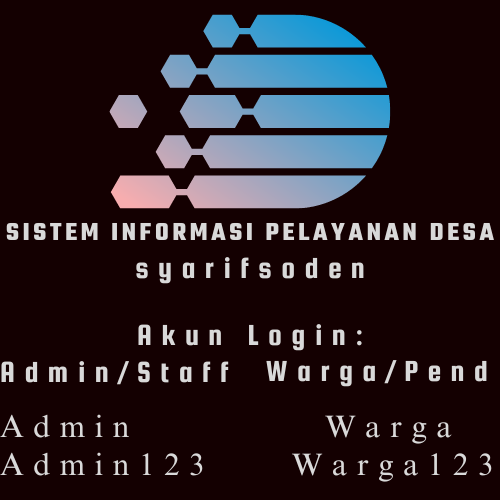 SISTEM INFORMASI PELAYANAN DESA
syarifsoden
Akun Login:
Admin/Staff Warga/Pend
Admin Warga
Admin123 Warga123